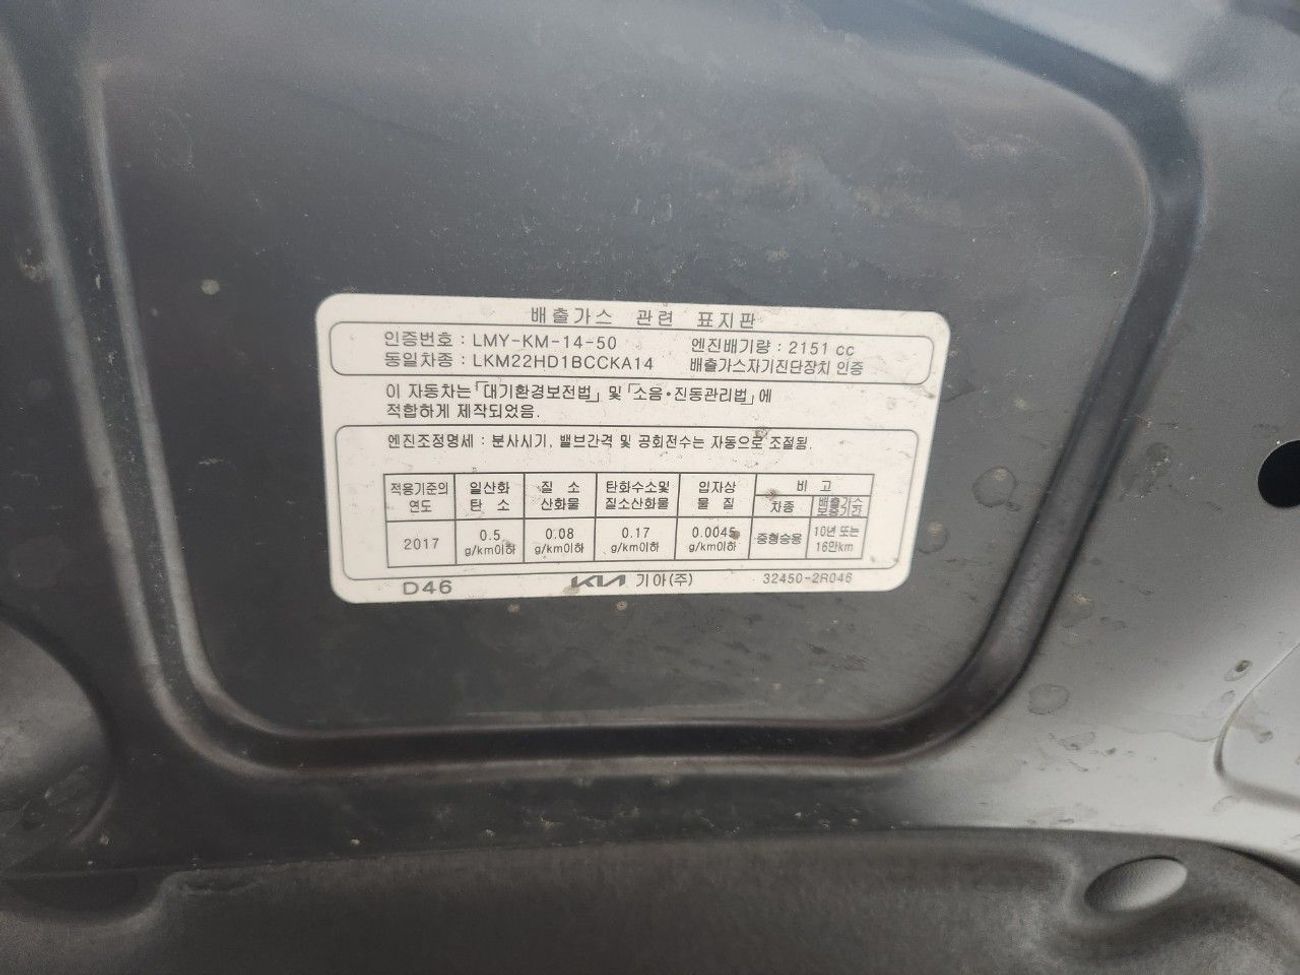 배출가스 관련 표지판
인증번호 : LMY-KM-14-50 엔진배기량 : 2151 cc
동일차종 : LKM22HD1BCCKA14 배출가스자기진단장치 인증
이 자동차는「대기환경보전법」 및 「소음·진동관리법」에
적합하게 제작되었음.
엔진조정명세 : 분사시기, 밸브간격 및 공회전수는 자동으로 조절됨.
적용기준의 일산화 질 소 탄화수소및 입자상 비 고
연도 탄 소 산화물 질소산화물 물 질 차종 배출가스
보증기간
2017 0.5 0.08 0.17 0.0045 중형승용 10년 또는
g/km이하 g/km이하 g/km이하 g/km이하 16만km
D46 KIA 기아(주) 32450-2R046